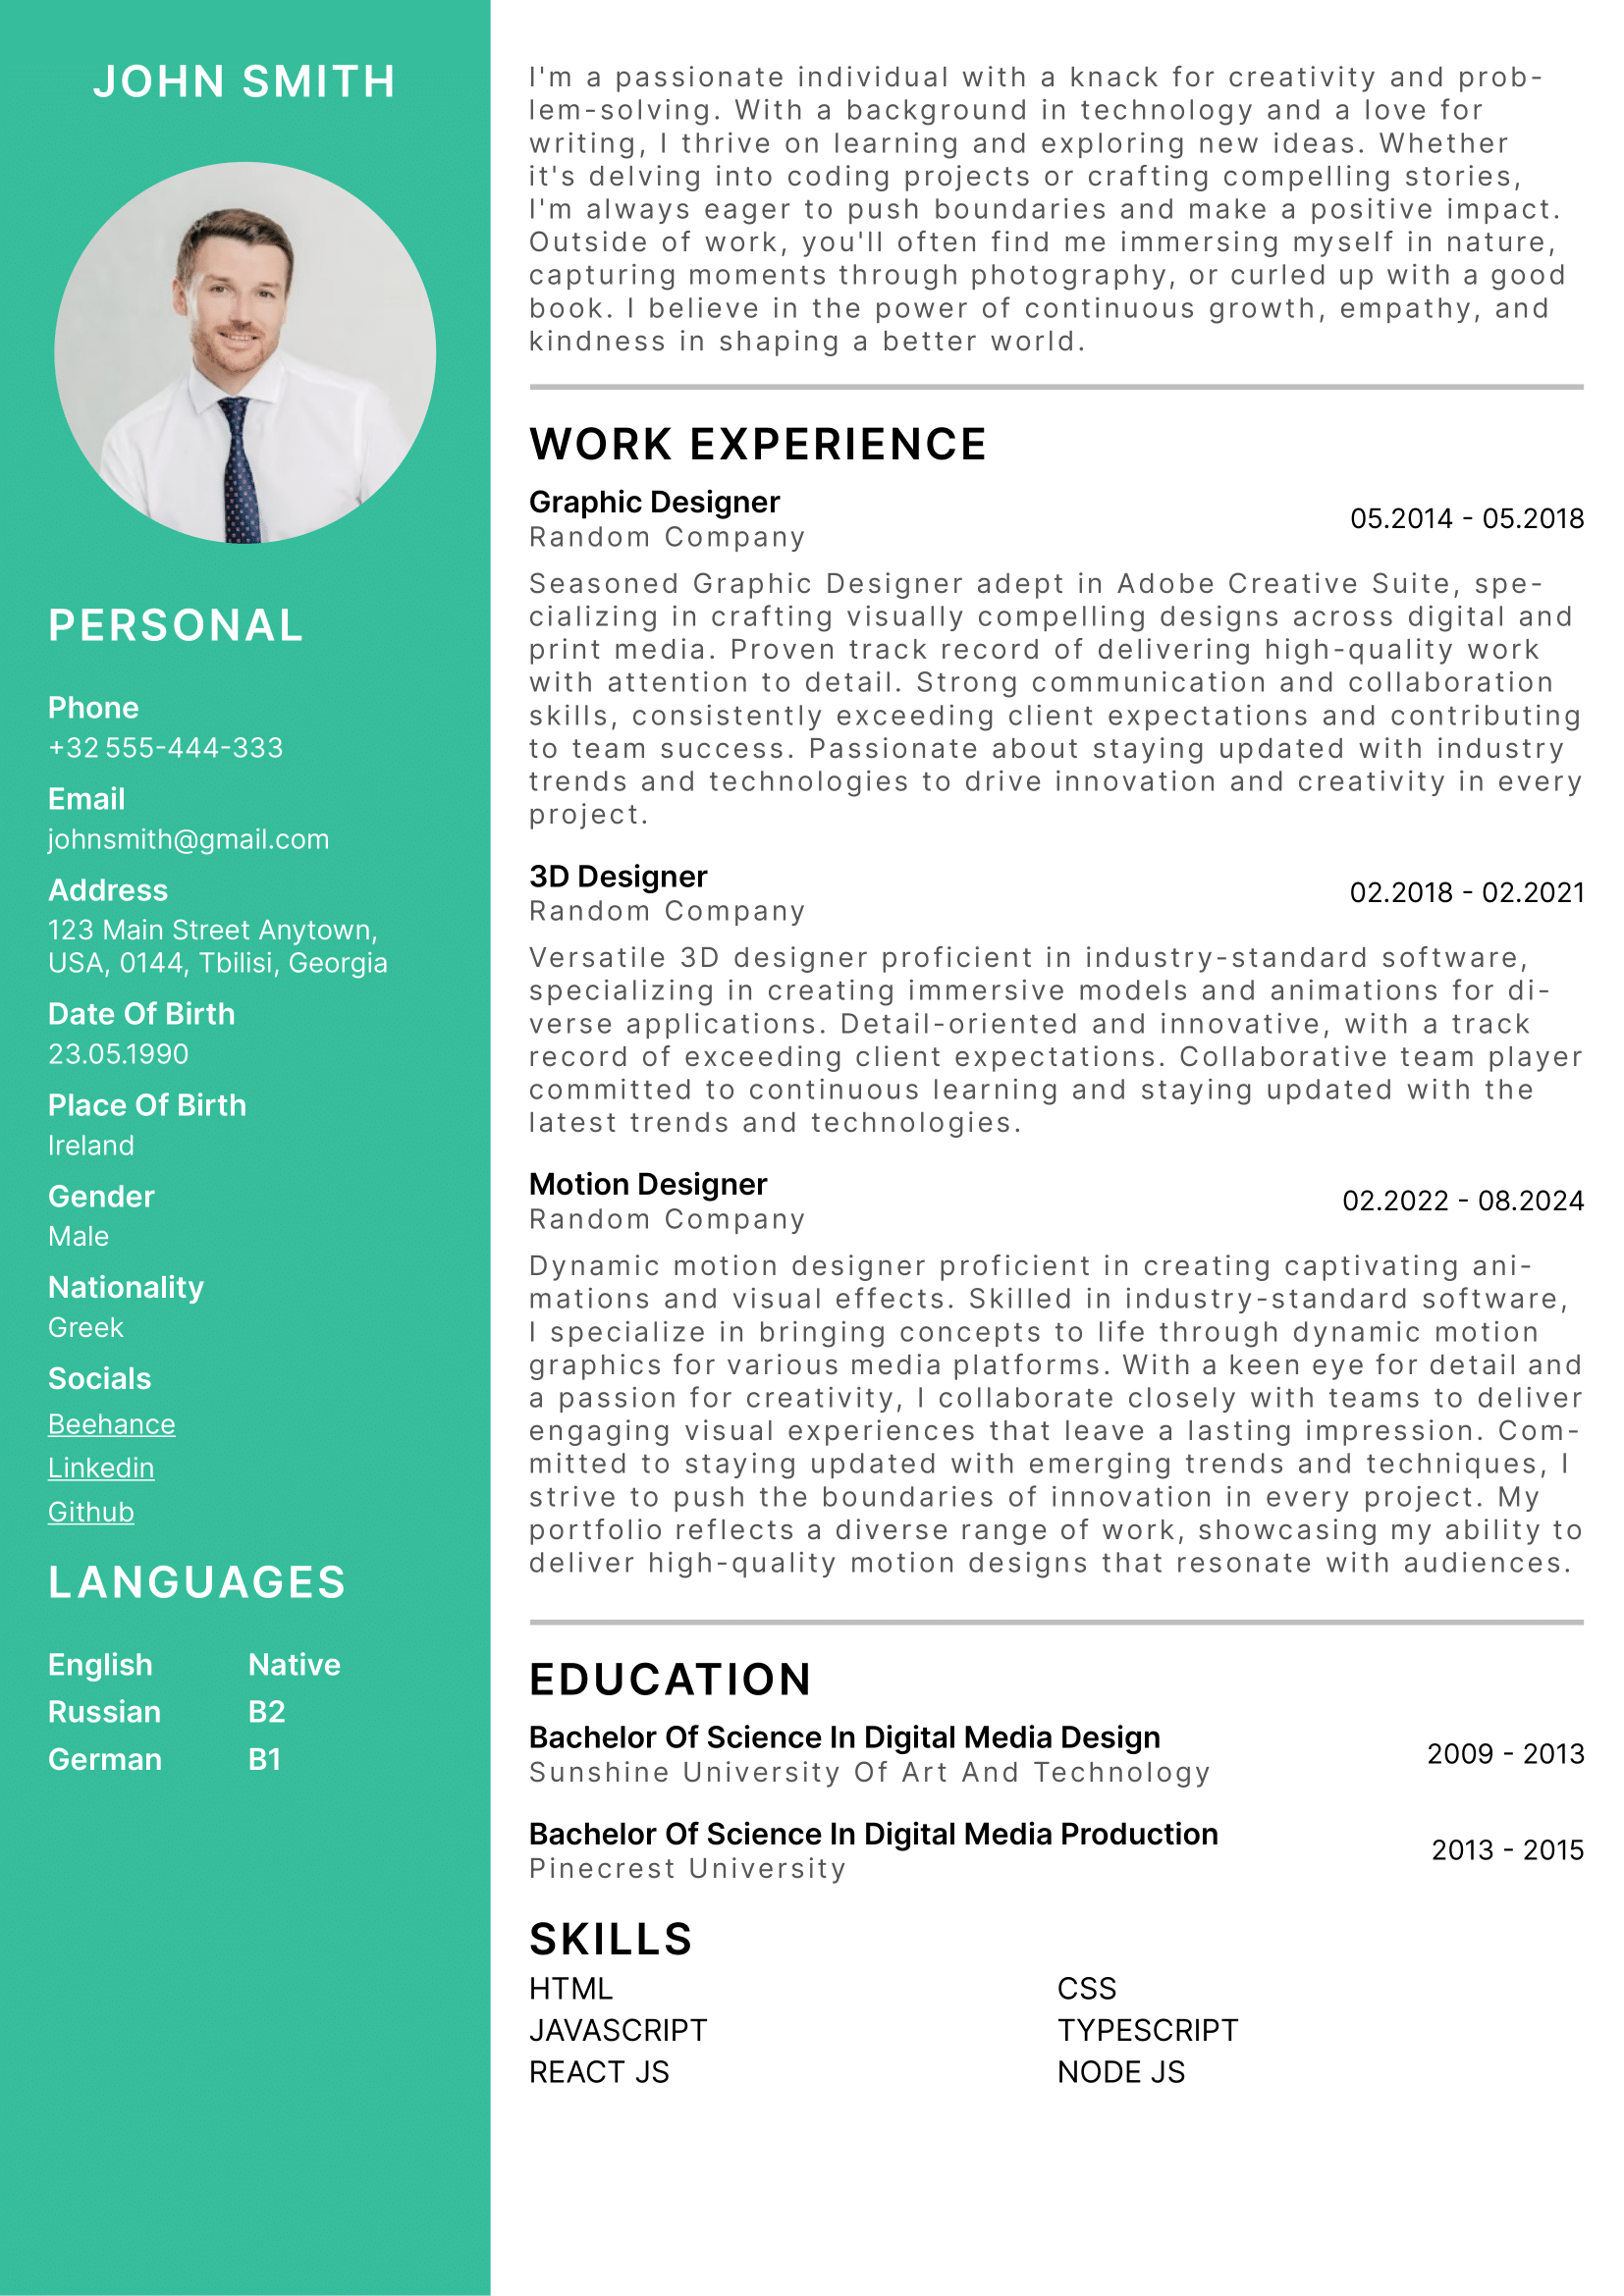 JOHN SMITH
PERSONAL
Phone
+32 555-444-333
Email
johnsmith@gmail.com
Address
123 Main Street Anytown,
USA, 0144, Tbilisi, Georgia
Date Of Birth
23.05.1990
Place Of Birth
Ireland
Gender
Male
Nationality
Greek
Socials
Beehance
Linkedin
Github
LANGUAGES
English Native
Russian B2
German B1
I'm a passionate individual with a knack for creativity and prob-
lem-solving. With a background in technology and a love for
writing, I thrive on learning and exploring new ideas. Whether
it's delving into coding projects or crafting compelling stories,
I'm always eager to push boundaries and make a positive impact.
Outside of work, you'll often find me immersing myself in nature,
capturing moments through photography, or curled up with a good
book. I believe in the power of continuous growth, empathy, and
kindness in shaping a better world.
WORK EXPERIENCE
Graphic Designer
Random Company
05.2014 - 05.2018
Seasoned Graphic Designer adept in Adobe Creative Suite, spe-
cializing in crafting visually compelling designs across digital and
print media. Proven track record of delivering high-quality work
with attention to detail. Strong communication and collaboration
skills, consistently exceeding client expectations and contributing
to team success. Passionate about staying updated with industry
trends and technologies to drive innovation and creativity in every
project.
3D Designer
Random Company
02.2018 - 02.2021
Versatile 3D designer proficient in industry-standard software,
specializing in creating immersive models and animations for di-
verse applications. Detail-oriented and innovative, with a track
record of exceeding client expectations. Collaborative team player
committed to continuous learning and staying updated with the
latest trends and technologies.
Motion Designer
Random Company
02.2022 - 08.2024
Dynamic motion designer proficient in creating captivating ani-
mations and visual effects. Skilled in industry-standard software,
I specialize in bringing concepts to life through dynamic motion
graphics for various media platforms. With a keen eye for detail and
a passion for creativity, I collaborate closely with teams to deliver
engaging visual experiences that leave a lasting impression. Com-
mitted to staying updated with emerging trends and techniques, I
strive to push the boundaries of innovation in every project. My
portfolio reflects a diverse range of work, showcasing my ability to
deliver high-quality motion designs that resonate with audiences.
EDUCATION
Bachelor Of Science In Digital Media Design
Sunshine University Of Art And Technology
2009 - 2013
Bachelor Of Science In Digital Media Production
Pinecrest University
2013 - 2015
SKILLS
HTML CSS
JAVASCRIPT TYPESCRIPT
REACT JS NODE JS